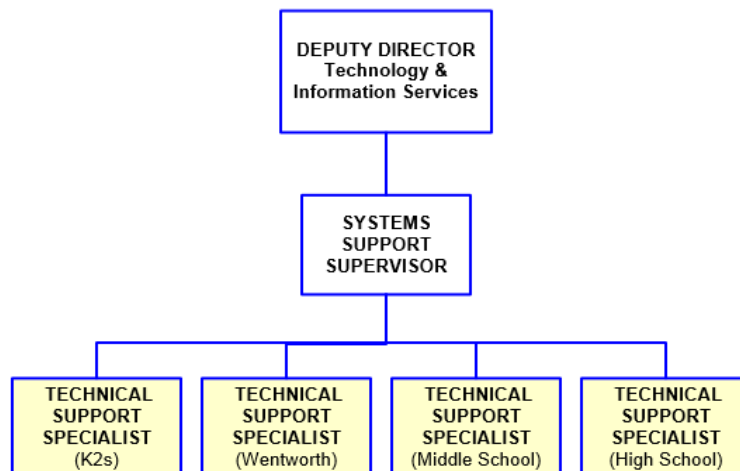 DEPUTY DIRECTOR
Technology &
Information Services
SYSTEMS
SUPPORT
SUPERVISOR
TECHNICAL
SUPPORT
SPECIALIST
(K2s)
TECHNICAL
SUPPORT
SPECIALIST
(Wentworth)
TECHNICAL
SUPPORT
SPECIALIST
(Middle School)
TECHNICAL
SUPPORT
SPECIALIST
(High School)